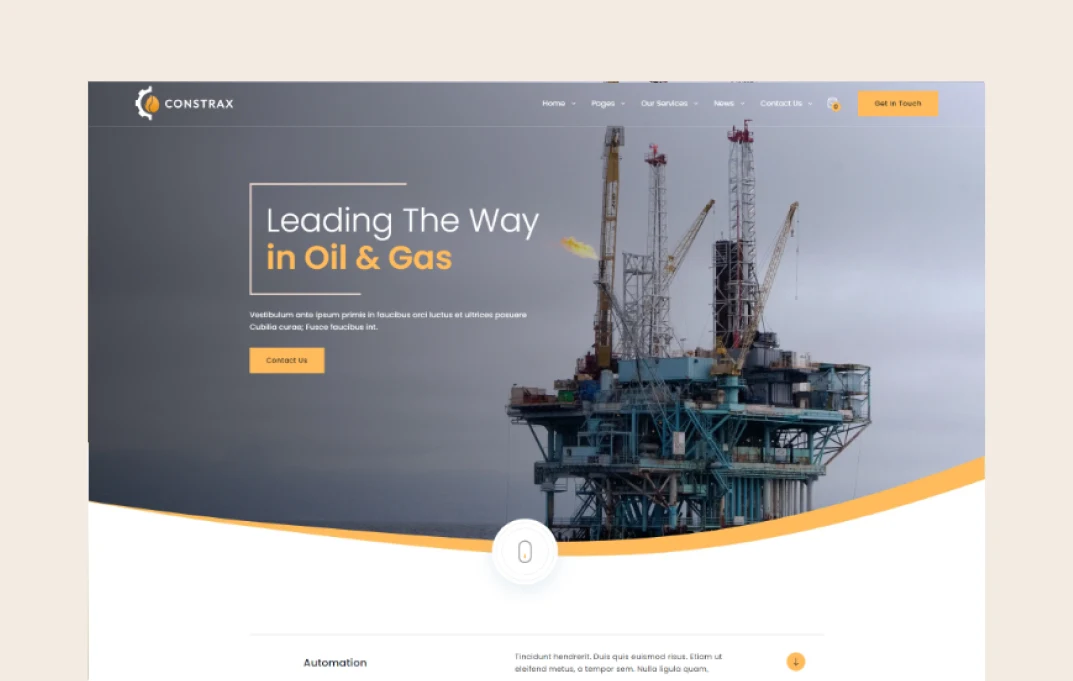 CONSTRAX
Home Pages Our Services News Contact Us Get in Touch
Leading The Way
in Oil & Gas
Vestibulum ante ipsum primis in faucibus orci luctus et ultrices posuere
Cubilia curae; Fusce faucibus int.
Contact Us
Automation
Tincidunt hendrerit. Duis quis euismod risus. Etiam ut
eleifend metus, a tempor sem. Nulla ligula quam,